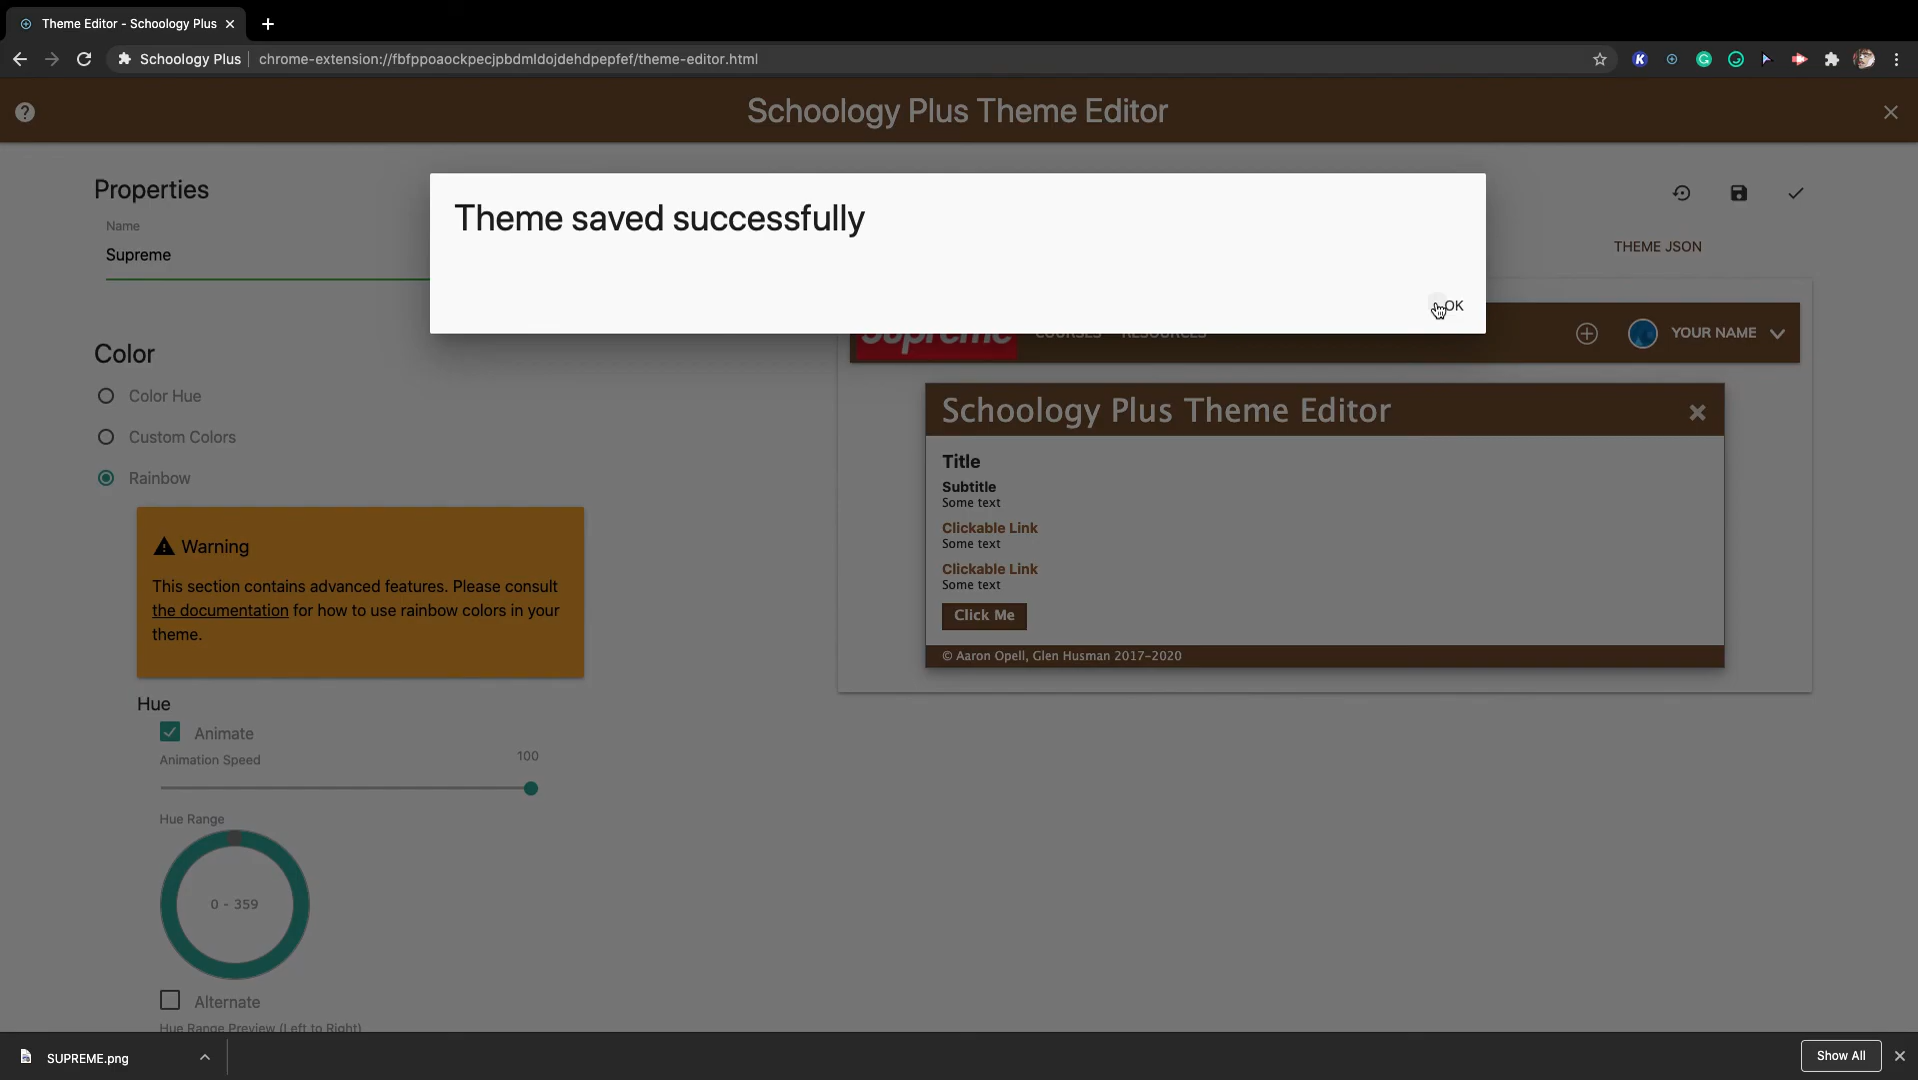 Theme Editor - Schoology Plus
Schoology Plus
chrome-extension://fbfppoaockpecjpbdmldojdehdpepfef/theme-editor.html
K
Schoology Plus Theme Editor
Properties
Name
Supreme
Theme saved successfully
OK
THEME JSON
Supreme
COURSES
RESOURCES
YOUR NAME
Color
Color Hue
Custom Colors
Rainbow
Warning
This section contains advanced features. Please consult
the documentation for how to use rainbow colors in your
theme.
Schoology Plus Theme Editor
Title
Subtitle
Some text
Clickable Link
Some text
Clickable Link
Some text
Click Me
© Aaron Opell, Glen Husman 2017-2020
Hue
Animate
Animation Speed
100
Hue Range
0 - 359
Alternate
Hue Range Preview (Left to Right)
SUPREME.png
Show All